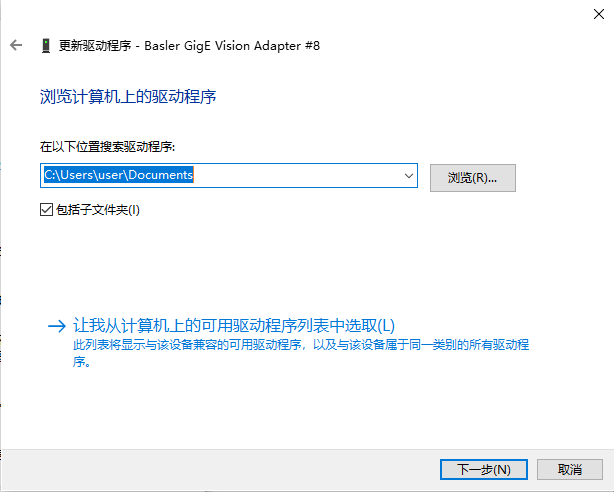 更新驱动程序 - Basler GigE Vision Adapter #8
浏览计算机上的驱动程序
在以下位置搜索驱动程序:
C:\Users\user\Documents
浏览(R)...
包括子文件夹(I)
让我从计算机上的可用驱动程序列表中选取(L)
此列表将显示与该设备兼容的可用驱动程序，以及与该设备属于同一类别的所有驱动程
序。
下一步(N)
取消